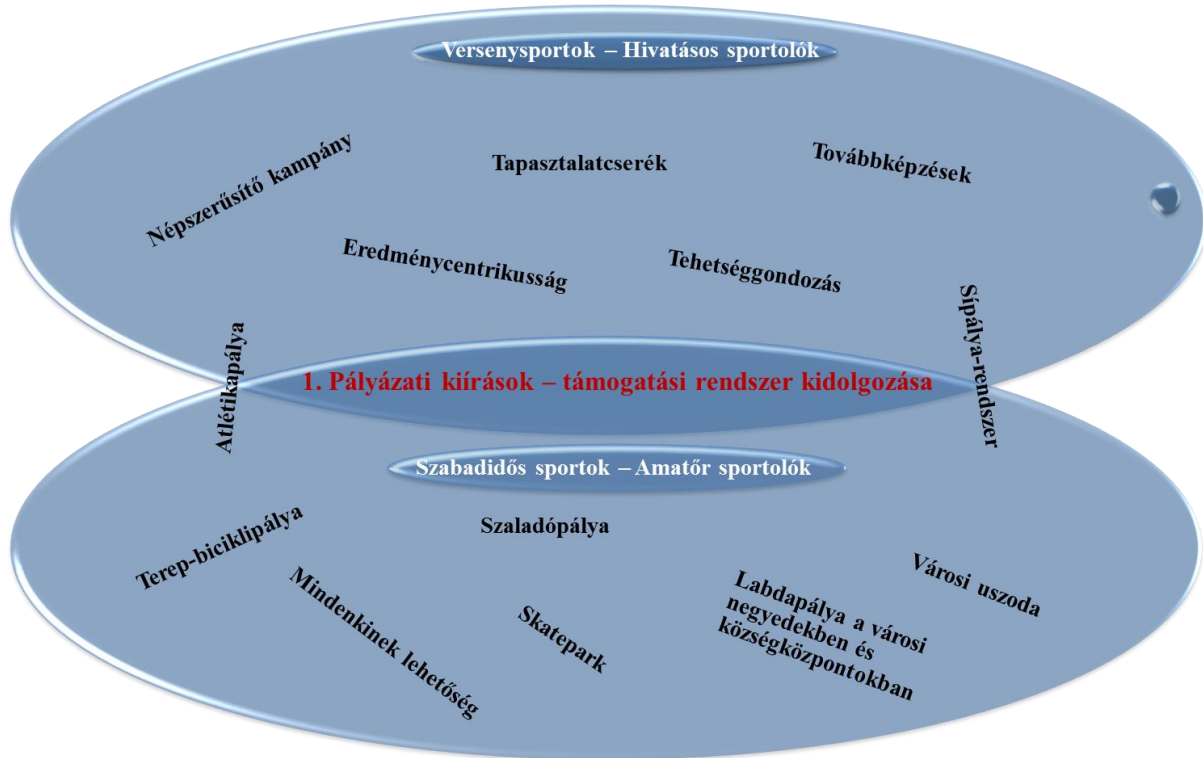 Versenysportok – Hivatásos sportolók
Népszerűsítő kampány
Tapasztalatcserék
Továbbképzések
Eredménycentrikusság
Tehetséggondozás
Atlétikapálya
Sípálya-rendszer
1. Pályázati kiírások – támogatási rendszer kidolgozása
Szabadidős sportok – Amatőr sportolók
Terep-biciklipálya
Szaladópálya
Városi uszoda
Mindenkinek lehetőség
Skatepark
Labdapálya a városi
negyedekben és
községközpontokban